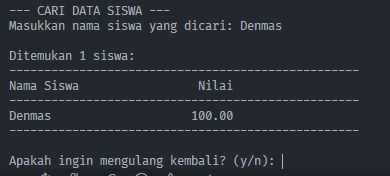 --- CARI DATA SISWA ---
Masukkan nama siswa yang dicari: Denmas
Ditemukan 1 siswa:
--------------------------------------------------
Nama Siswa Nilai
--------------------------------------------------
Denmas 100.00
--------------------------------------------------
Apakah ingin mengulang kembali? (y/n):